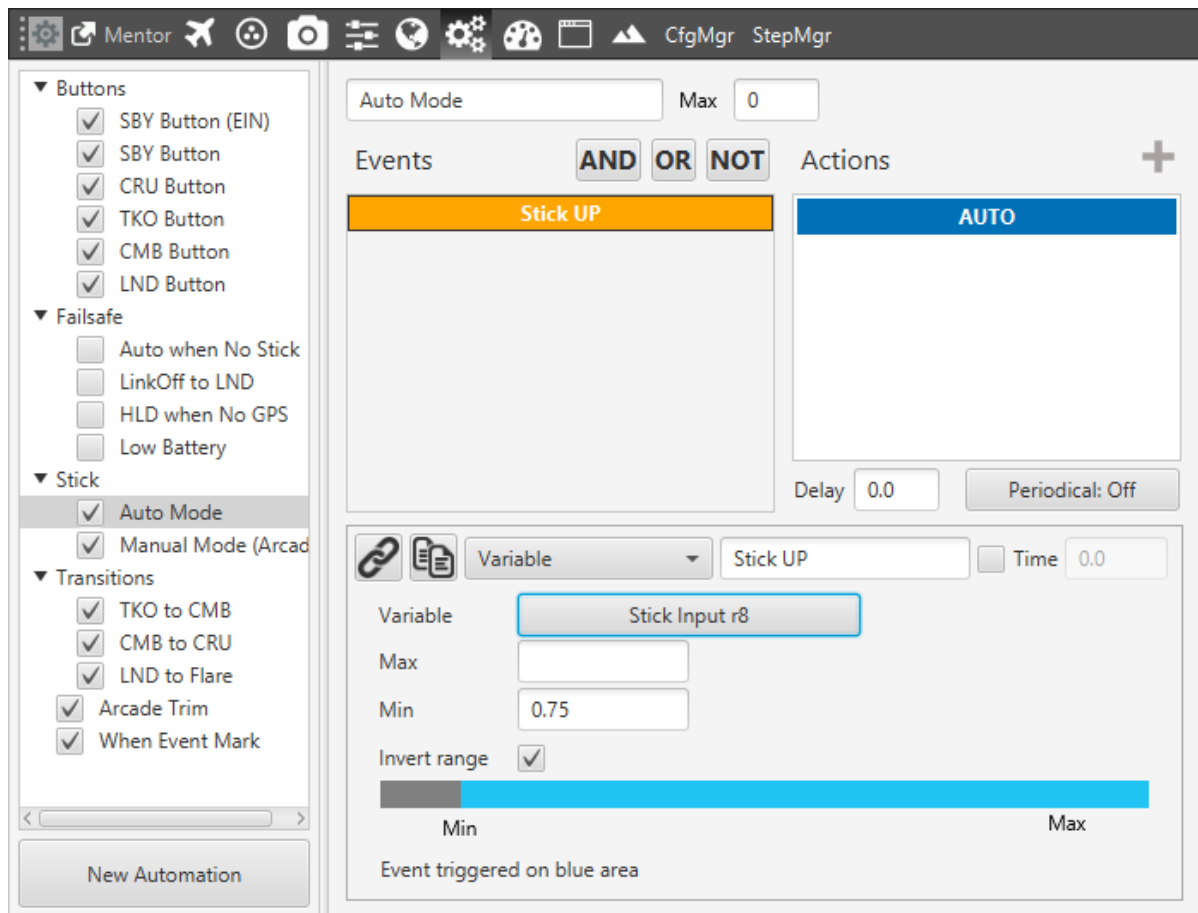 Mentor CfgMgr StepMgr
Buttons
SBY Button (EIN)
SBY Button
CRU Button
TKO Button
CMB Button
LND Button
Failsafe
Auto when No Stick
LinkOff to LND
HLD when No GPS
Low Battery
Stick
Auto Mode
Manual Mode (Arcad
Transitions
TKO to CMB
CMB to CRU
LND to Flare
Arcade Trim
When Event Mark
New Automation
Auto Mode Max 0
Events AND OR NOT Actions
Stick UP
AUTO
Delay 0.0 Periodical: Off
Variable Stick UP Time 0.0
Variable Stick Input r8
Max
Min 0.75
Invert range
Min Max
Event triggered on blue area